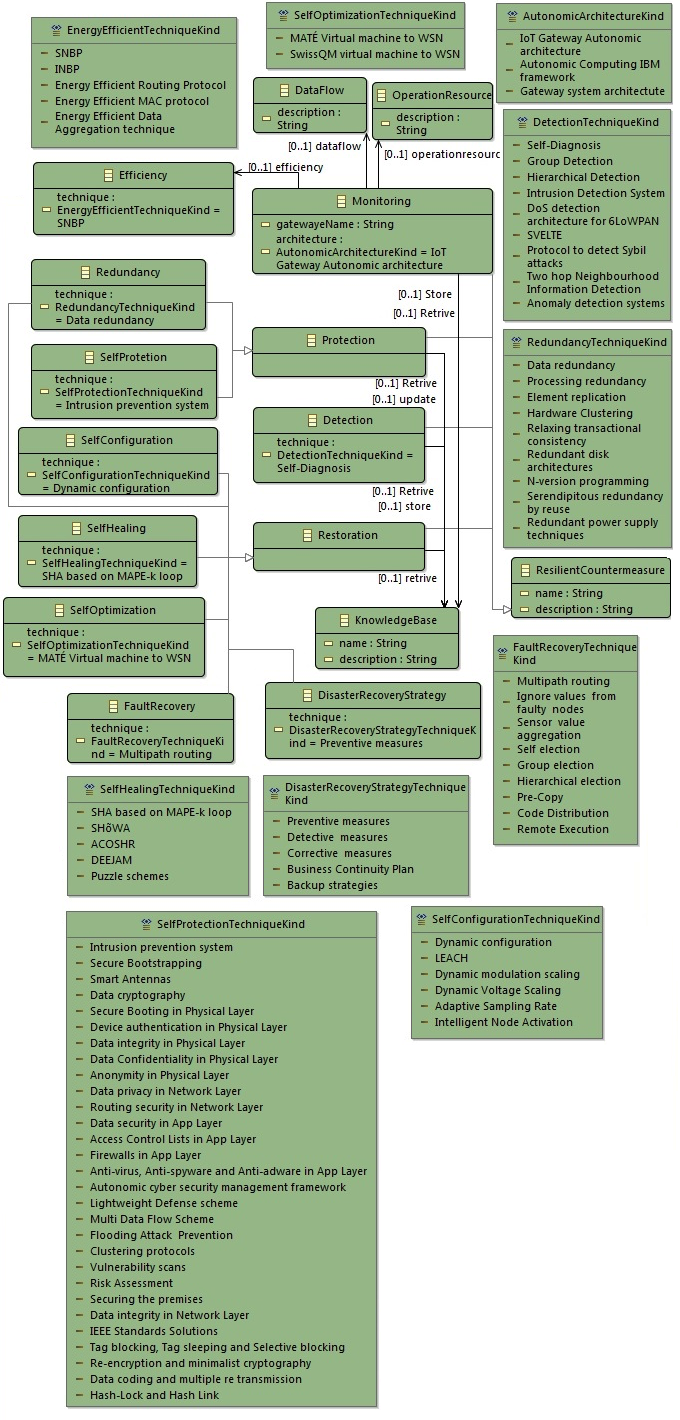 EnergyEfficientTechniqueKind
SNBP
INBP
Energy Efficient Routing Protocol
Energy Efficient MAC protocol
Energy Efficient Data
Aggregation technique
SelfOptimizationTechniqueKind
MATÉ Virtual machine to WSN
SwissQM virtual machine to WSN
AutonomicArchitectureKind
IoT Gateway Autonomic
architecture
Autonomic Computing IBM
framework
Gateway system architectute
DataFlow
description :
String
OperationResource
description :
String
[0..1] dataflow
[0..1] operationresourc
DetectionTechniqueKind
Self-Diagnosis
Group Detection
Hierarchical Detection
Intrusion Detection System
DoS detection
architecture for 6LoWPAN
SVELTE
Protocol to detect Sybil
attacks
Two hop Neighbourhood
Information Detection
Anomaly detection systems
Efficiency
technique :
EnergyEfficientTechniqueKind =
SNBP
[0..1] efficiency
Monitoring
gatewayeName : String
architecture :
AutonomicArchitectureKind = IoT
Gateway Autonomic architecture
[0..1] Store
[0..1] Retrive
Redundancy
technique :
RedundancyTechniqueKind
= Data redundancy
SelfProtetion
technique :
SelfProtectionTechniqueKind
= Intrusion prevention system
Protection
[0..1] Retrive
[0..1] update
RedundancyTechniqueKind
Data redundancy
Processing redundancy
Element replication
Hardware Clustering
Relaxing transactional
consistency
Redundant disk
architectures
N-version programming
Serendipitous redundancy
by reuse
Redundant power supply
techniques
SelfConfiguration
technique :
SelfConfigurationTechniqueKind
= Dynamic configuration
Detection
technique :
DetectionTechniqueKind =
Self-Diagnosis
[0..1] Retrive
[0..1] store
SelfHealing
technique :
SelfHealingTechniqueKind =
SHA based on MAPE-k loop
Restoration
[0..1] retrive
ResilientCountermeasure
name : String
description : String
SelfOptimization
technique :
SelfOptimizationTechniqueKind
= MATÉ Virtual machine to WSN
KnowledgeBase
name : String
description : String
FaultRecoveryTechnique
Kind
Multipath routing
Ignore values from
faulty nodes
Sensor value
aggregation
Self election
Group election
Hierarchical election
Pre-Copy
Code Distribution
Remote Execution
FaultRecovery
technique :
FaultRecoveryTechniqueKi
nd = Multipath routing
DisasterRecoveryStrategy
technique :
DisasterRecoveryStrategyTechniqueK
ind = Preventive measures
SelfHealingTechniqueKind
SHA based on MAPE-k loop
SHõWA
ACOSHR
DEEJAM
Puzzle schemes
DisasterRecoveryStrategyTechnique
Kind
Preventive measures
Detective measures
Corrective measures
Business Continuity Plan
Backup strategies
SelfProtectionTechniqueKind
Intrusion prevention system
Secure Bootstrapping
Smart Antennas
Data cryptography
Secure Booting in Physical Layer
Device authentication in Physical Layer
Data integrity in Physical Layer
Data Confidentiality in Physical Layer
Anonymity in Physical Layer
Data privacy in Network Layer
Routing security in Network Layer
Data security in App Layer
Access Control Lists in App Layer
Firewalls in App Layer
Anti-virus, Anti-spyware and Anti-adware in App Layer
Autonomic cyber security management framework
Lightweight Defense scheme
Multi Data Flow Scheme
Flooding Attack Prevention
Clustering protocols
Vulnerability scans
Risk Assessment
Securing the premises
Data integrity in Network Layer
IEEE Standards Solutions
Tag blocking, Tag sleeping and Selective blocking
Re-encryption and minimalist cryptography
Data coding and multiple re transmission
Hash-Lock and Hash Link
SelfConfigurationTechniqueKind
Dynamic configuration
LEACH
Dynamic modulation scaling
Dynamic Voltage Scaling
Adaptive Sampling Rate
Intelligent Node Activation